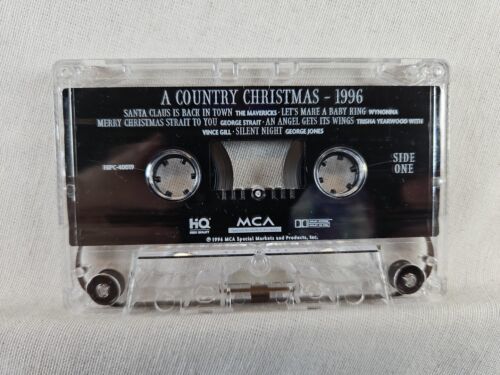 A COUNTRY CHRISTMAS - 1996
SANTA CLAUS IS BACK IN TOWN THE MAVERICKS · LET'S MAKE A BABY KING WYNONNA
MERRY CHRISTMAS STRAIT TO YOU GEORGE STRAIT · AN ANGEL GETS ITS WINGS TRISHA YEARWOOD WITH
VINCE GILL · SILENT NIGHT GEORGE JONES
SIDE
ONE
HQ
HIGH QUALITY
MCA
© 1996 MCA Special Markets and Products, Inc.